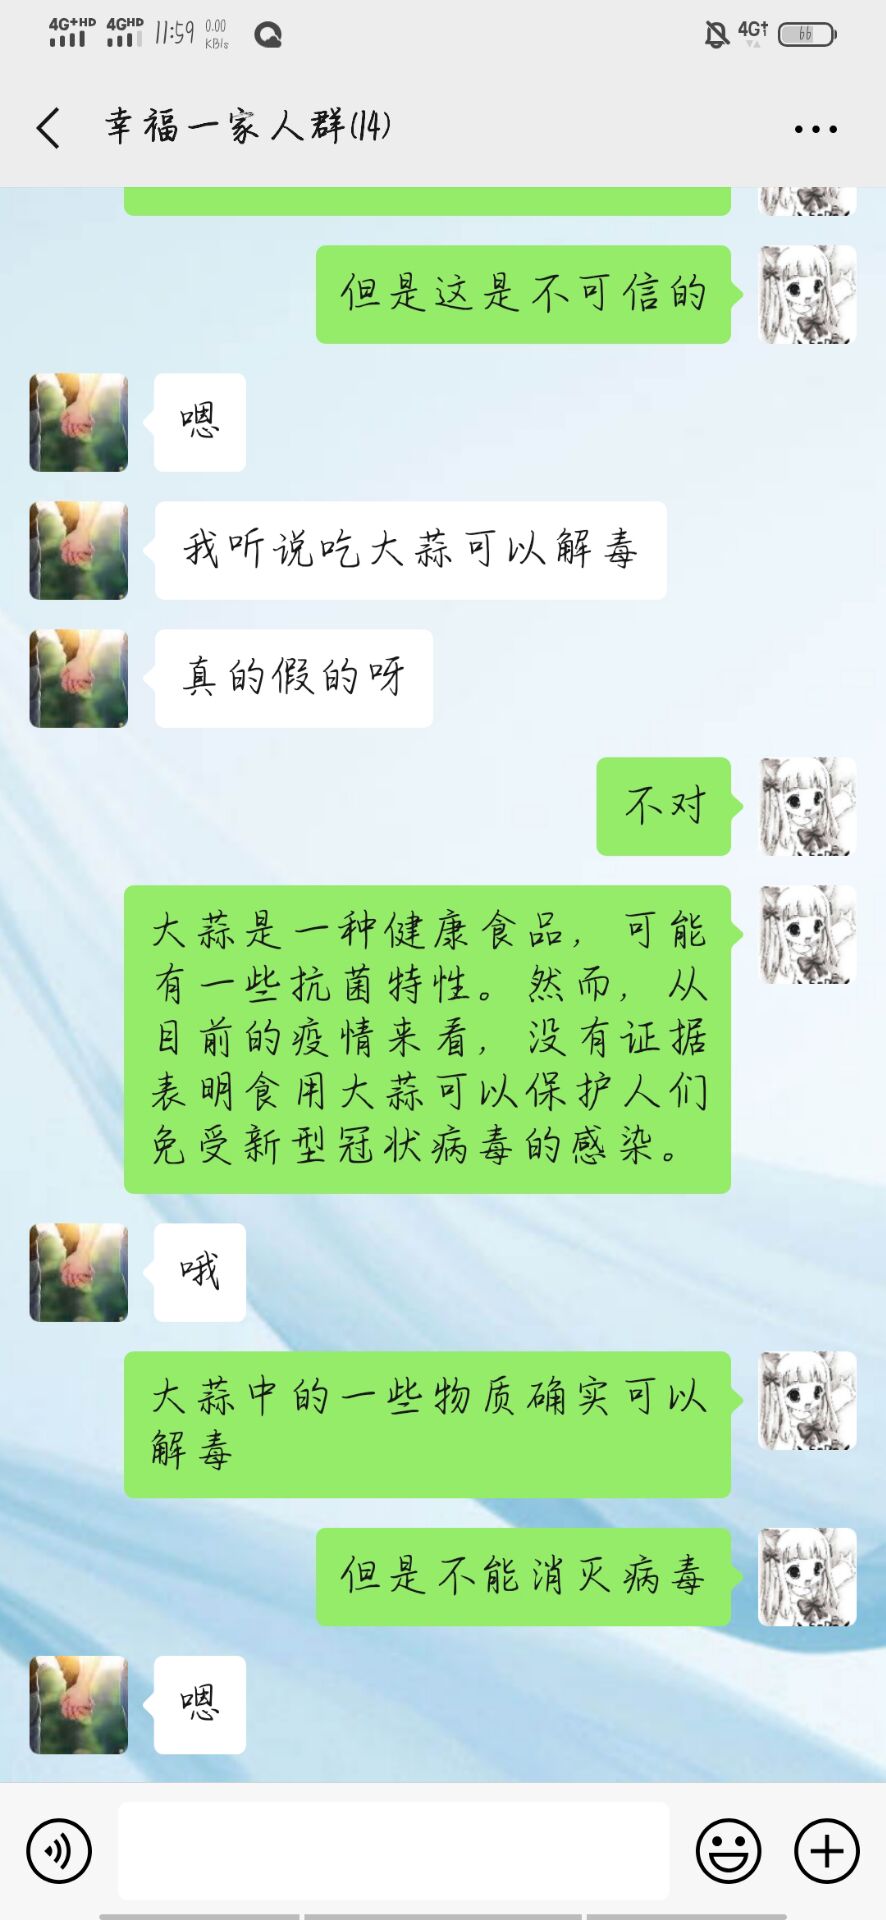 4G+HD 4GHD 11:59 0.00 KB/s 4G 66
幸福一家人群(14)
但是这是不可信的
嗯
我听说吃大蒜可以解毒
真的假的呀
不对
大蒜是一种健康食品，可能
有一些抗菌特性。然而，从
目前的疫情来看，没有证据
表明食用大蒜可以保护人们
免受新型冠状病毒的感染。
哦
大蒜中的一些物质确实可以
解毒
但是不能消灭病毒
嗯